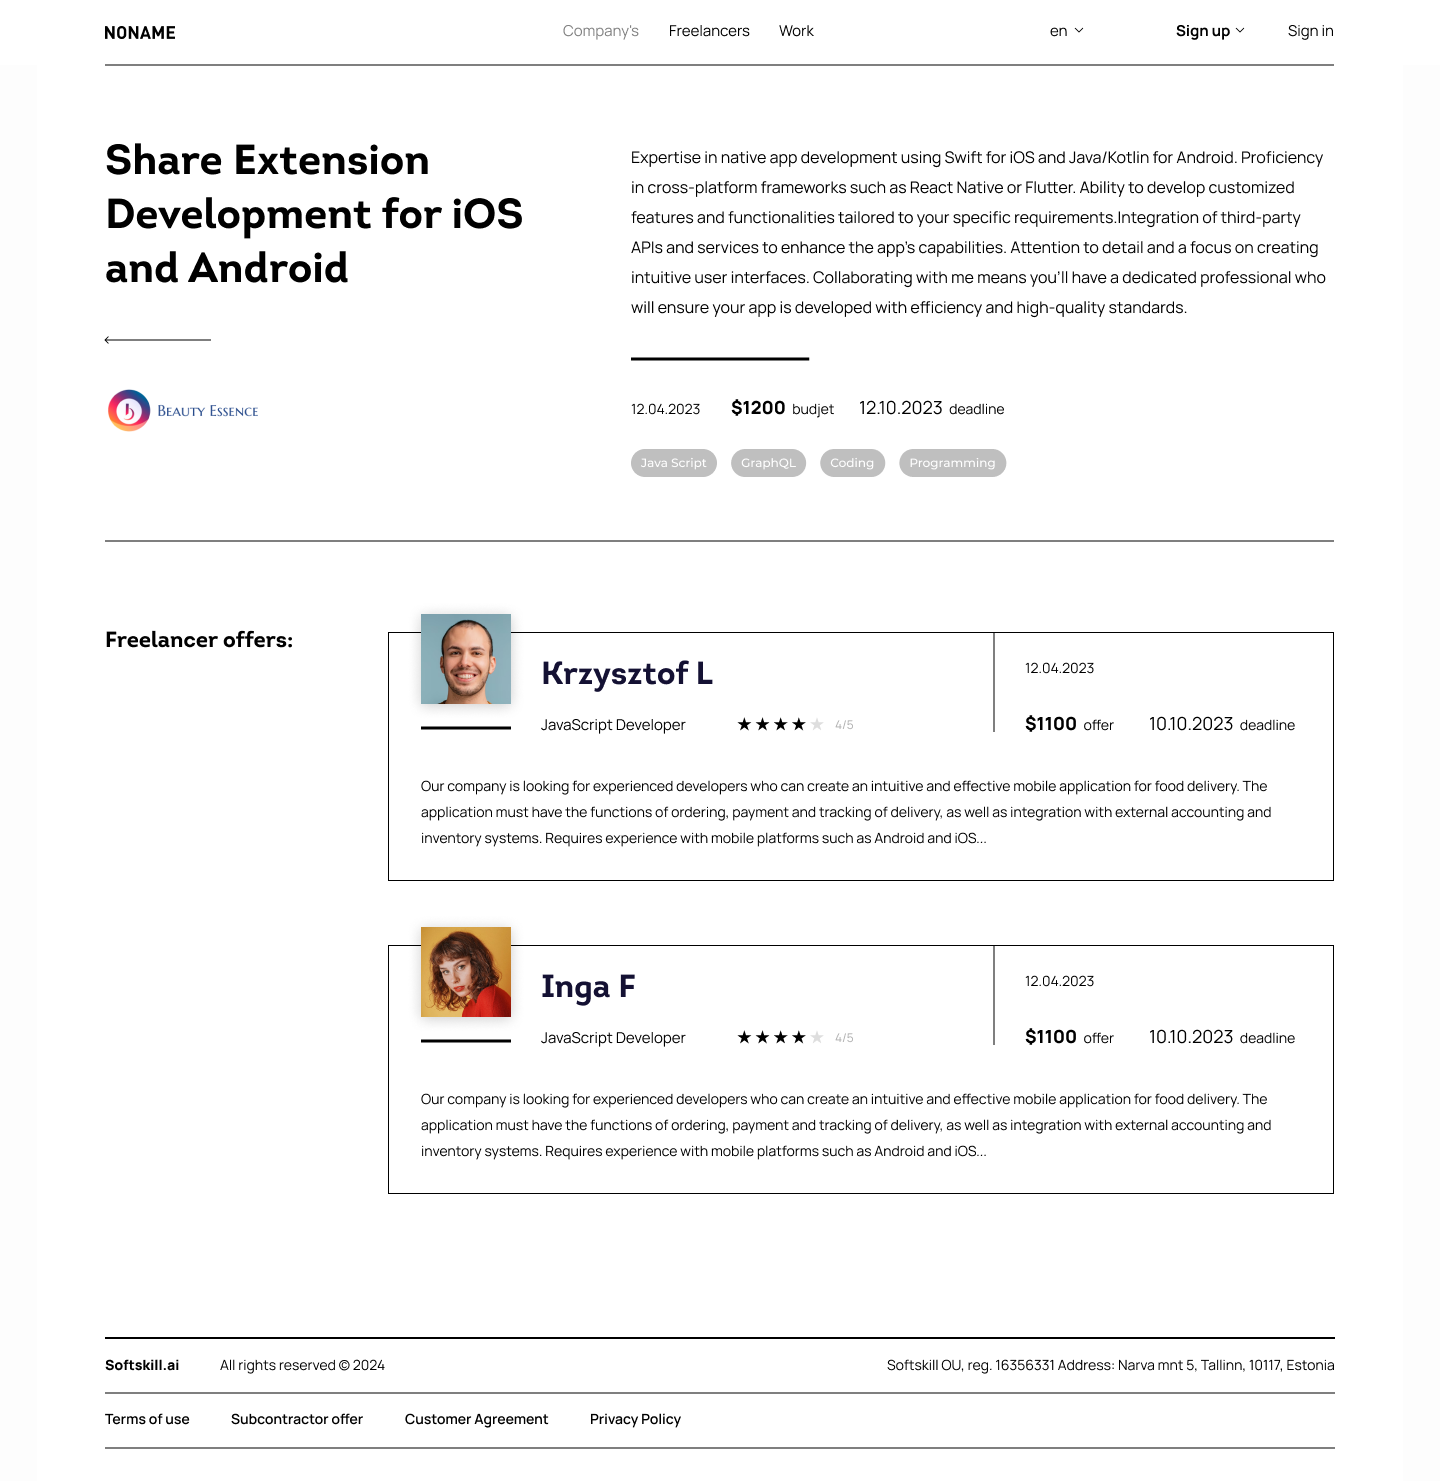 NONAME
Company's Freelancers Work
en
Sign up
Sign in
Share Extension
Development for iOS
and Android
BEAUTY ESSENCE
Expertise in native app development using Swift for iOS and Java/Kotlin for Android. Proficiency
in cross-platform frameworks such as React Native or Flutter. Ability to develop customized
features and functionalities tailored to your specific requirements.Integration of third-party
APIs and services to enhance the app's capabilities. Attention to detail and a focus on creating
intuitive user interfaces. Collaborating with me means you'll have a dedicated professional who
will ensure your app is developed with efficiency and high-quality standards.
12.04.2023 $1200 budjet 12.10.2023 deadline
Java Script GraphQL Coding Programming
Freelancer offers:
Krzysztof L
JavaScript Developer 4/5
12.04.2023
$1100 offer 10.10.2023 deadline
Our company is looking for experienced developers who can create an intuitive and effective mobile application for food delivery. The
application must have the functions of ordering, payment and tracking of delivery, as well as integration with external accounting and
inventory systems. Requires experience with mobile platforms such as Android and iOS...
Inga F
JavaScript Developer 4/5
12.04.2023
$1100 offer 10.10.2023 deadline
Our company is looking for experienced developers who can create an intuitive and effective mobile application for food delivery. The
application must have the functions of ordering, payment and tracking of delivery, as well as integration with external accounting and
inventory systems. Requires experience with mobile platforms such as Android and iOS...
Softskill.ai All rights reserved © 2024 Softskill OU, reg. 16356331 Address: Narva mnt 5, Tallinn, 10117, Estonia
Terms of use Subcontractor offer Customer Agreement Privacy Policy